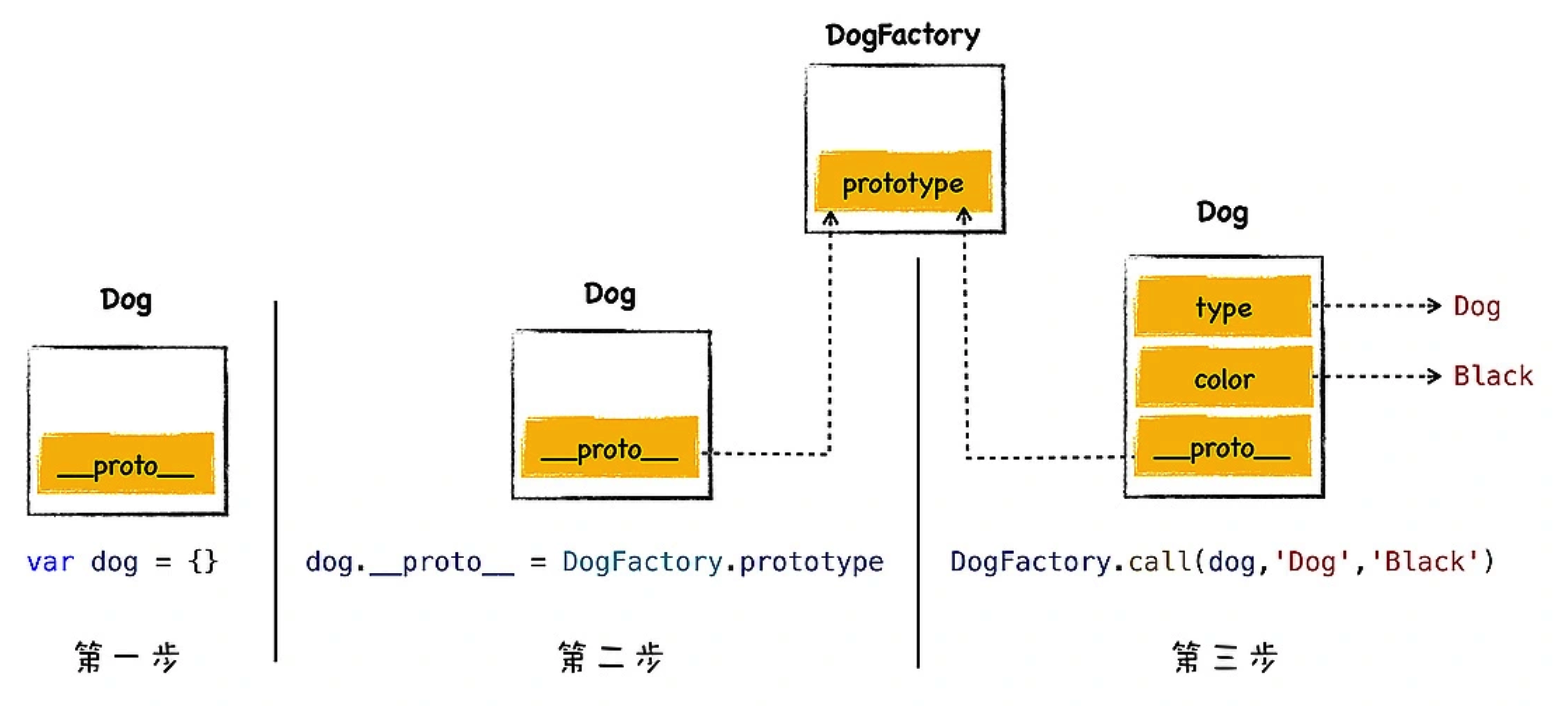 DogFactory
prototype
Dog
__proto__
var dog = {}
第一步
Dog
__proto__
dog.__proto__ = DogFactory.prototype
第二步
Dog
type
Dog
color
Black
__proto__
DogFactory.call(dog,'Dog','Black')
第三步